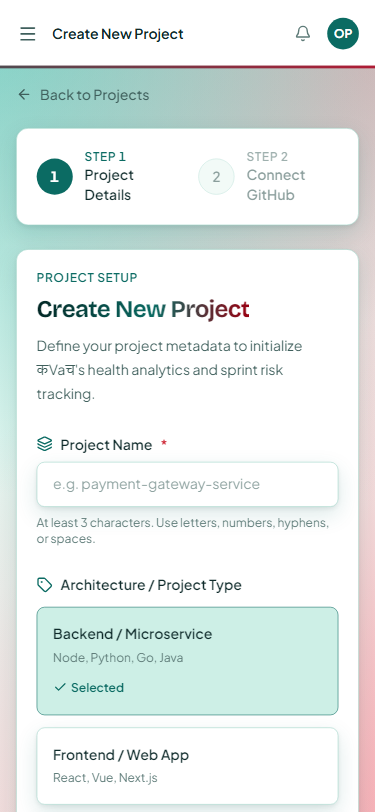 Create New Project
OP
Back to Projects
1
STEP 1
Project
Details
2
STEP 2
Connect
GitHub
PROJECT SETUP
Create New Project
Define your project metadata to initialize
कVaच's health analytics and sprint risk
tracking.
Project Name *
e.g. payment-gateway-service
At least 3 characters. Use letters, numbers, hyphens,
or spaces.
Architecture / Project Type
Backend / Microservice
Node, Python, Go, Java
Selected
Frontend / Web App
React, Vue, Next.js